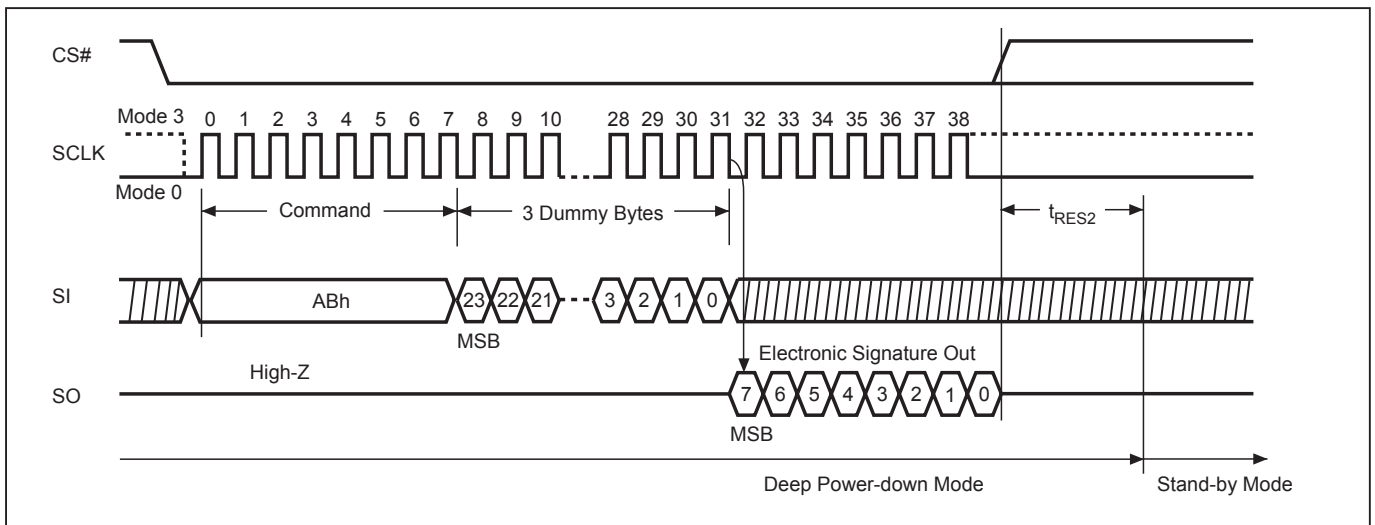 CS#
Mode 3 0 1 2 3 4 5 6 7 8 9 10 28 29 30 31 32 33 34 35 36 37 38
SCLK
Mode 0
Command 3 Dummy Bytes tRES2
SI ABh 23 22 21 3 2 1 0
MSB
High-Z Electronic Signature Out
SO 7 6 5 4 3 2 1 0
MSB
Deep Power-down Mode Stand-by Mode